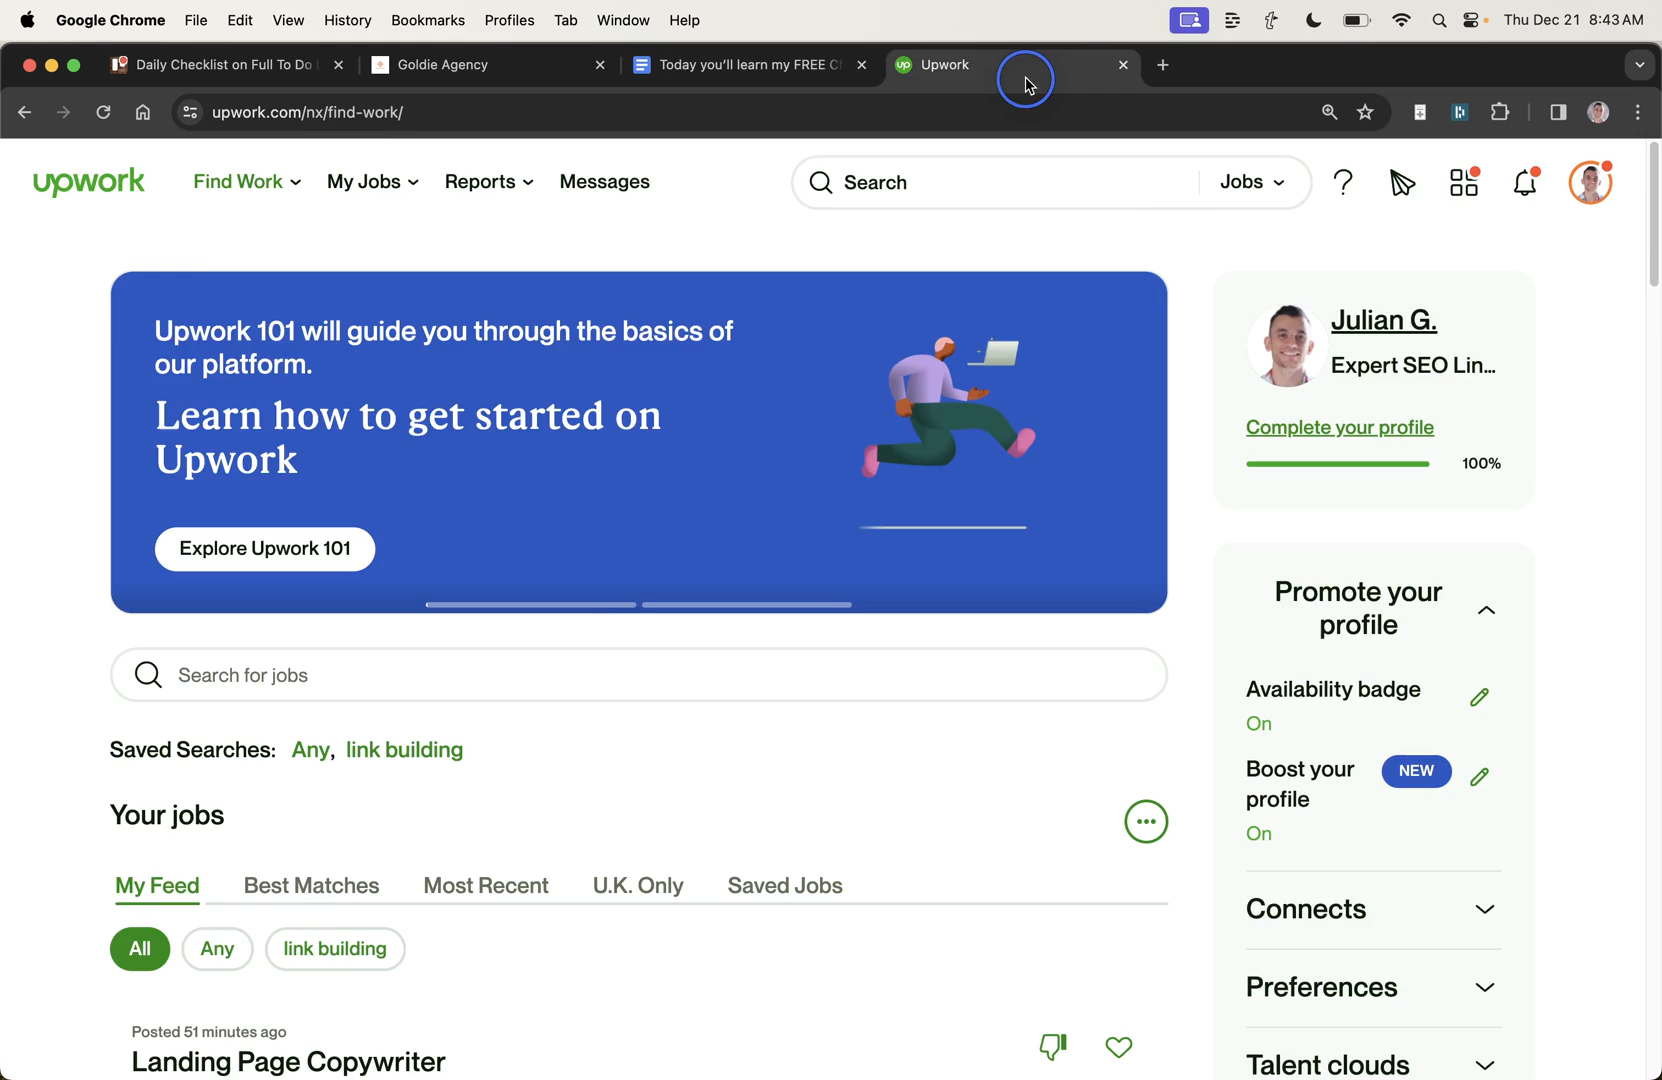 Google Chrome File Edit View History Bookmarks Profiles Tab Window Help Thu Dec 21 8:43 AM
Daily Checklist on Full To Do Goldie Agency Today you'll learn my FREE C Upwork
upwork.com/nx/find-work/
upwork Find Work My Jobs Reports Messages Search Jobs
Upwork 101 will guide you through the basics of
our platform.
Learn how to get started on
Upwork
Explore Upwork 101
Julian G.
Expert SEO Lin...
Complete your profile
100%
Promote your
profile
Availability badge
On
Boost your
profile
NEW
On
Connects
Preferences
Talent clouds
Search for jobs
Saved Searches: Any, link building
Your jobs
My Feed Best Matches Most Recent U.K. Only Saved Jobs
All Any link building
Posted 51 minutes ago
Landing Page Copywriter